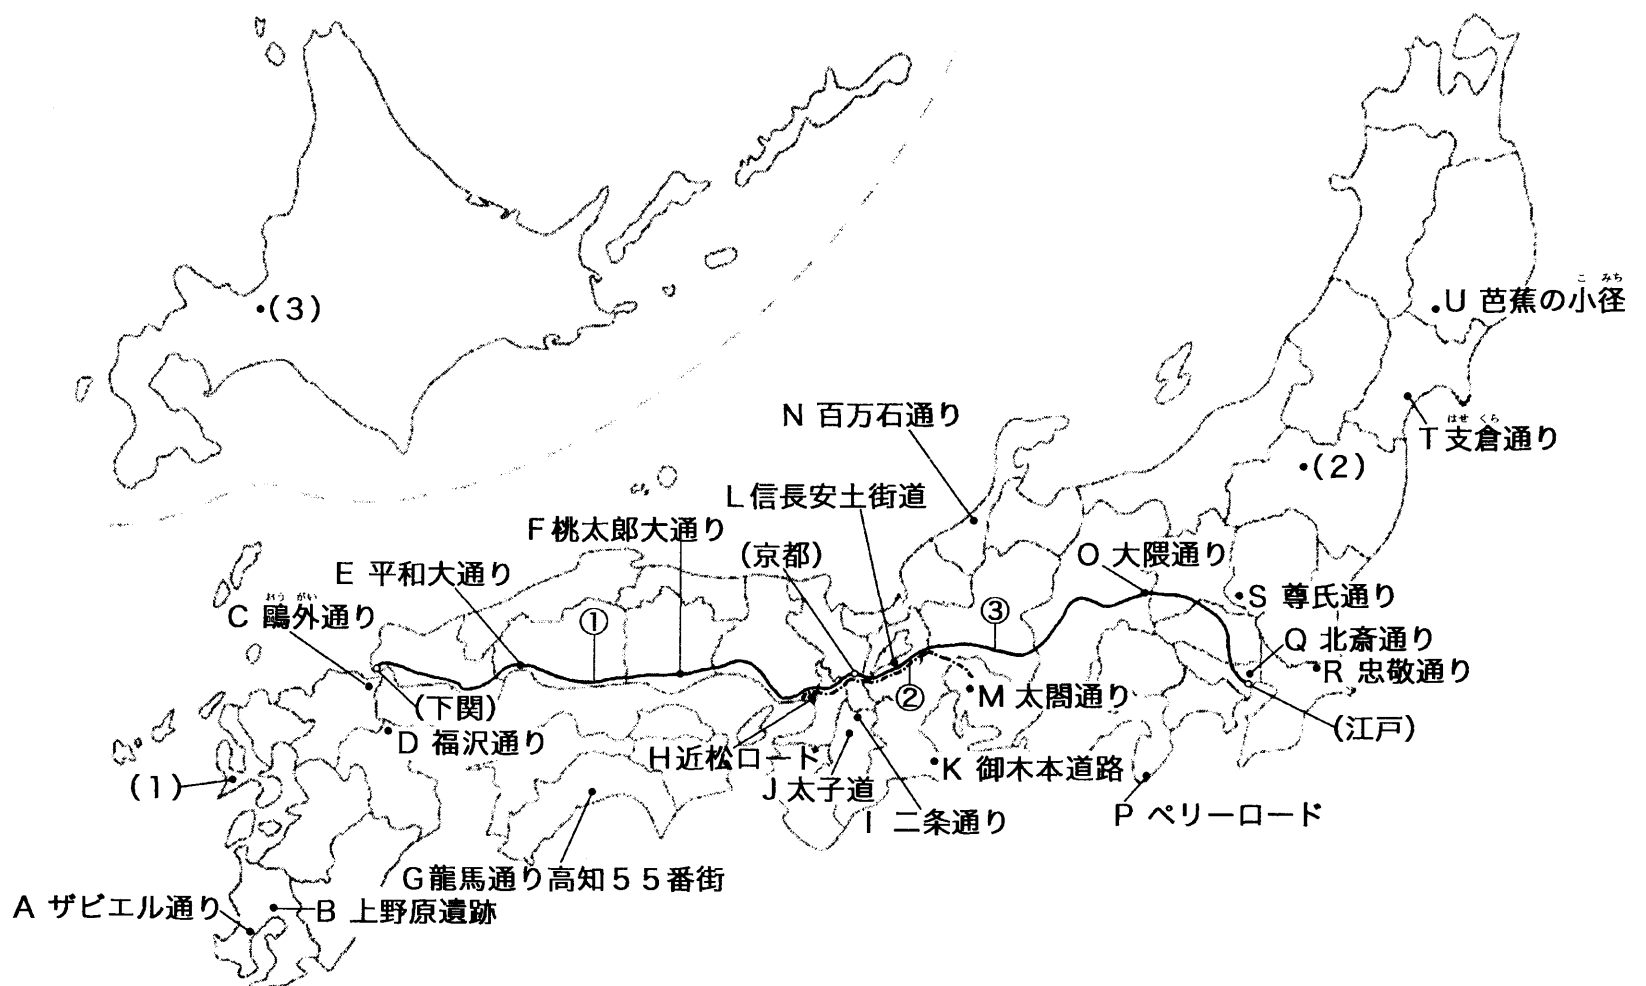 (3)
こ みち
U 芭蕉の小径
N 百万石通り
はせ くら
T 支倉通り
(2)
L 信長安土街道
F 桃太郎大通り
(京都)
O 大隈通り
E 平和大通り
S 尊氏通り
おう がい
C 鷗外通り
①
③
Q 北斎通り
R 忠敬通り
②
M 太閤通り
(下関)
(江戸)
D 福沢通り
H 近松ロード
K 御木本道路
(1)
J 太子道
P ペリーロード
I 二条通り
G 龍馬通り高知55番街
A ザビエル通り
B 上野原遺跡